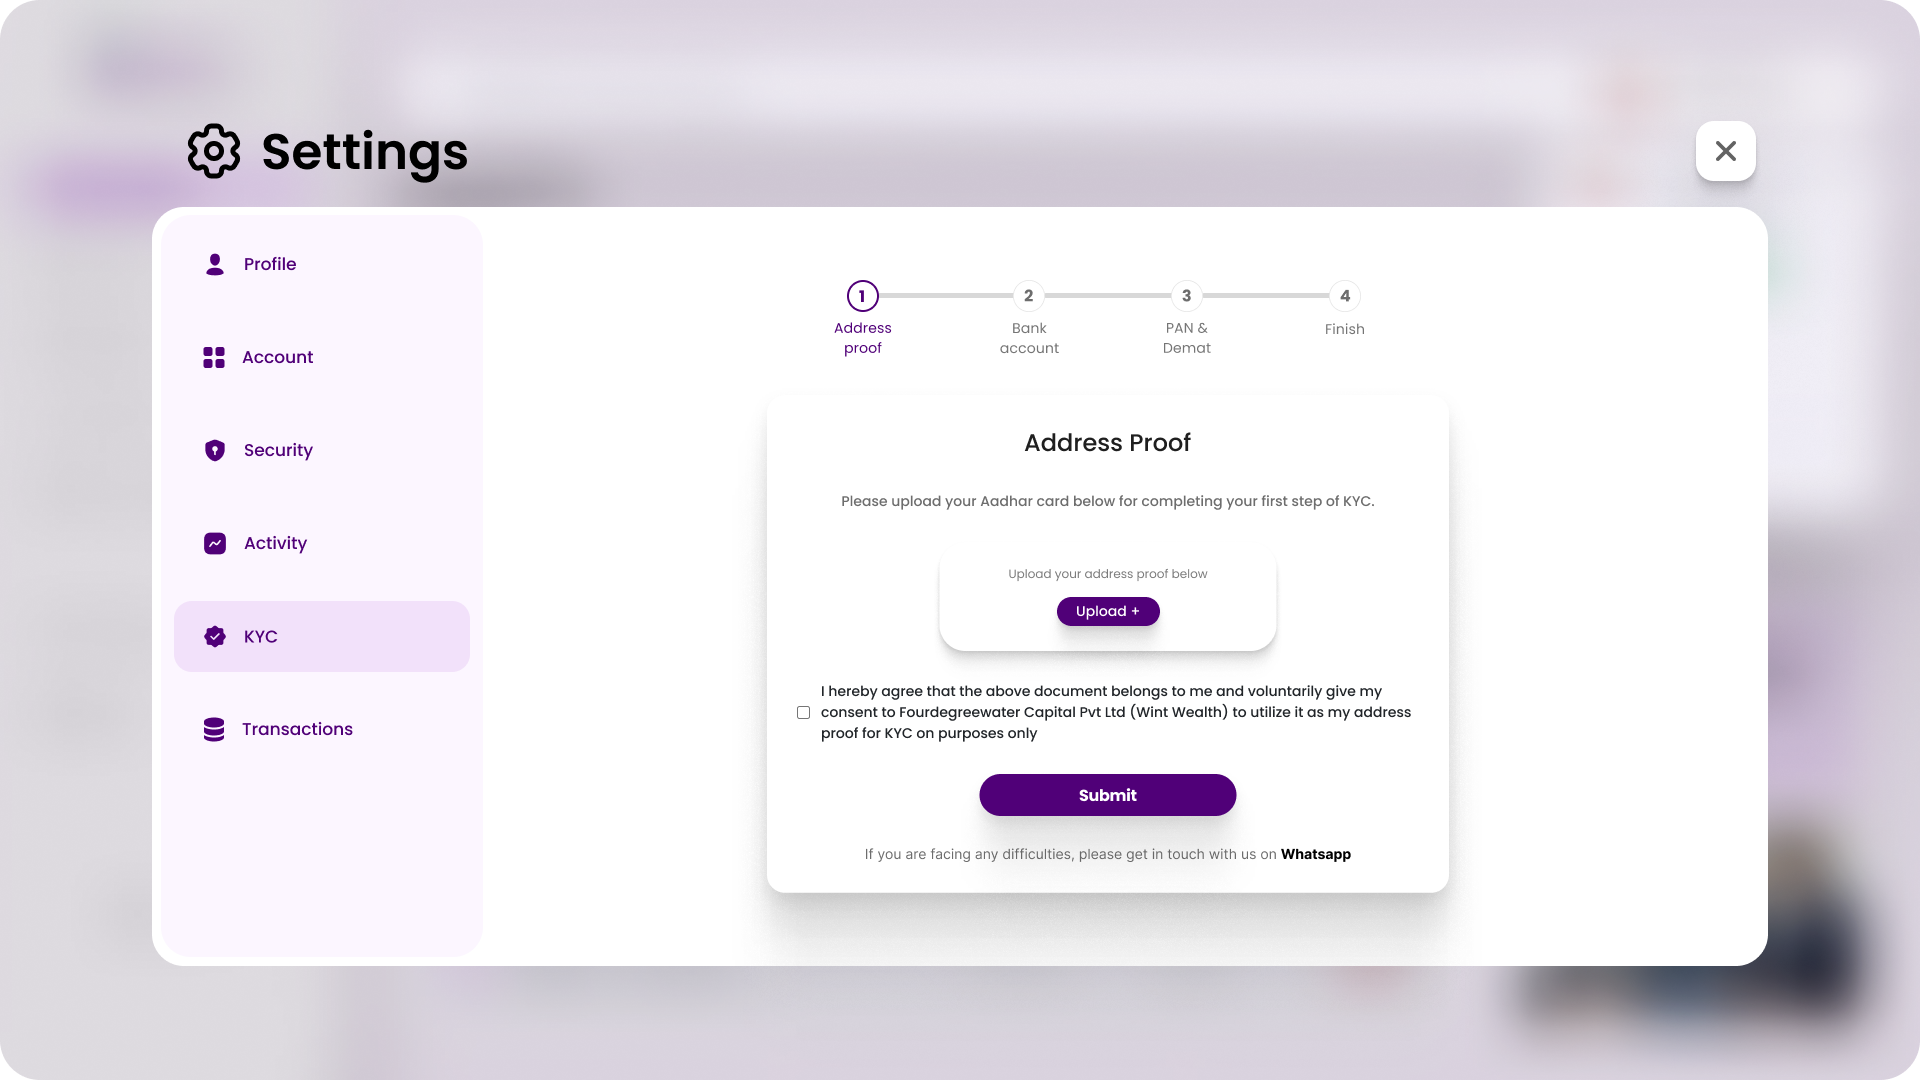 Settings
Profile
Account
Security
Activity
KYC
Transactions
1
2
3
4
Address
proof
Bank
account
PAN &
Demat
Finish
Address Proof
Please upload your Aadhar card below for completing your first step of KYC.
Upload your address proof below
Upload +
I hereby agree that the above document belongs to me and voluntarily give my
consent to Fourdegreewater Capital Pvt Ltd (Wint Wealth) to utilize it as my address
proof for KYC on purposes only
Submit
If you are facing any difficulties, please get in touch with us on Whatsapp